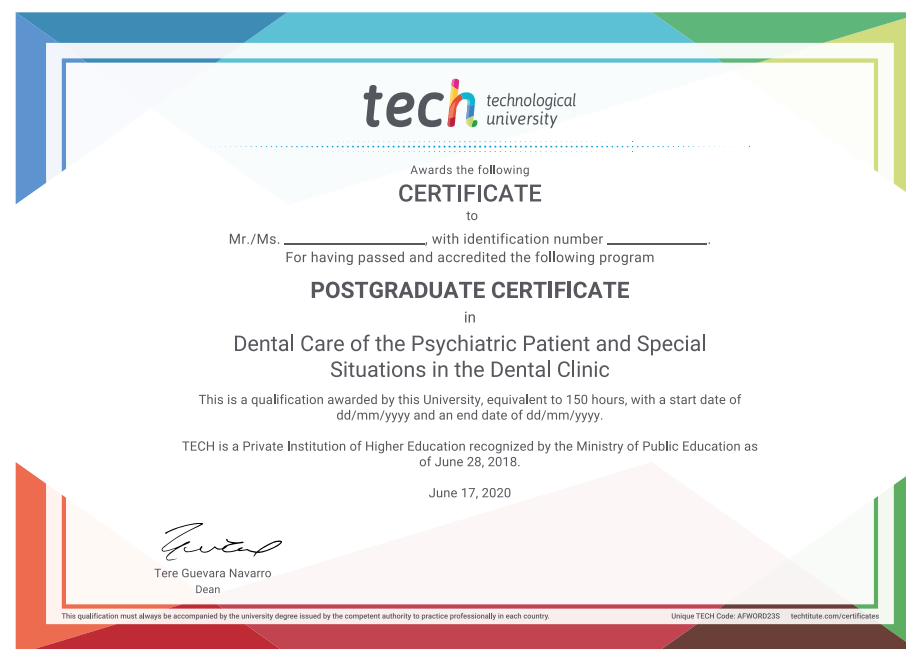 tech technological
university
Awards the following
CERTIFICATE
to
Mr./Ms. ____________, with identification number ____________.
For having passed and accredited the following program
POSTGRADUATE CERTIFICATE
in
Dental Care of the Psychiatric Patient and Special
Situations in the Dental Clinic
This is a qualification awarded by this University, equivalent to 150 hours, with a start date of
dd/mm/yyyy and an end date of dd/mm/yyyy.
TECH is a Private Institution of Higher Education recognized by the Ministry of Public Education as
of June 28, 2018.
June 17, 2020
Tere Guevara Navarro
Dean
This qualification must always be accompanied by the university degree issued by the competent authority to practice professionally in each country.
Unique TECH Code: AFWORD23S techtitute.com/certificates